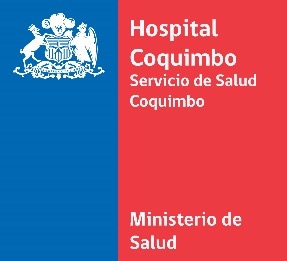 Hospital
Coquimbo
Servicio de Salud
Coquimbo
Ministerio de
Salud